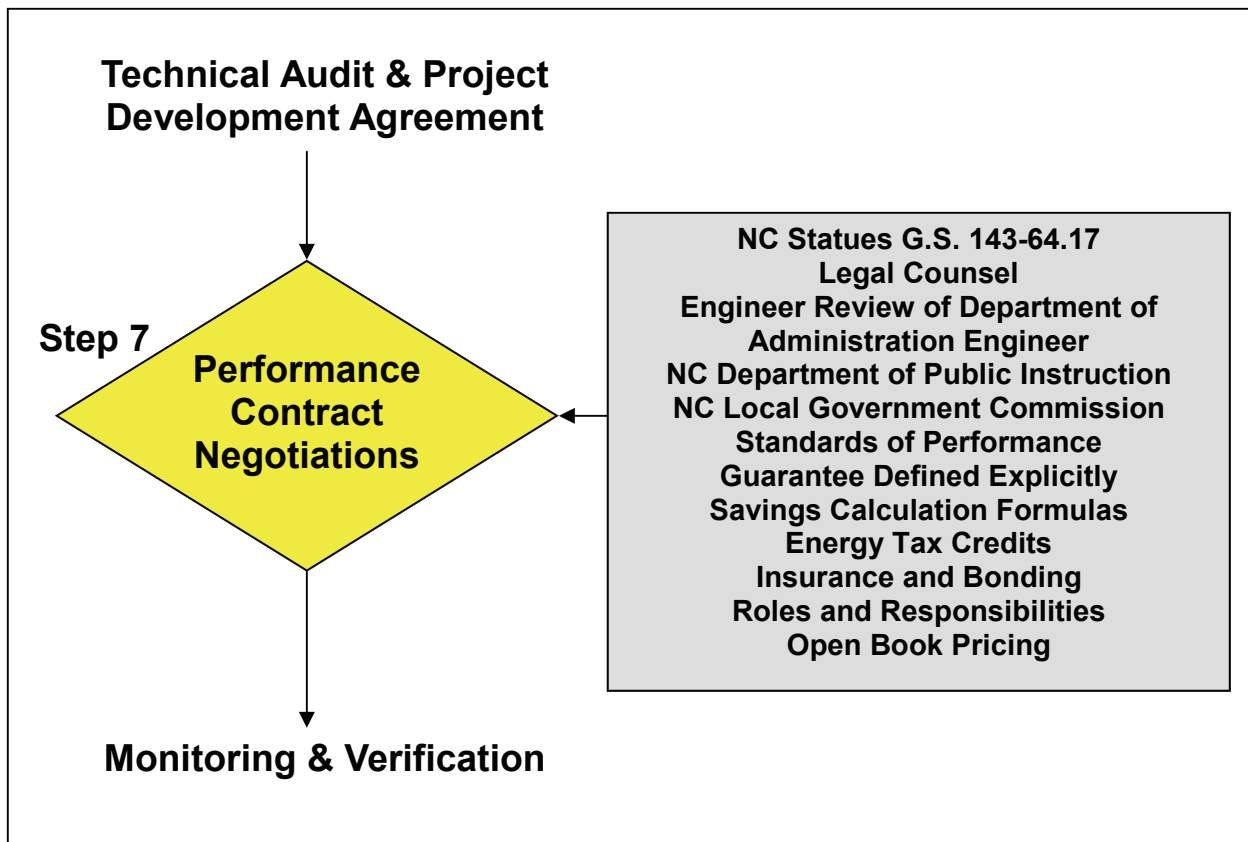 Technical Audit & Project
Development Agreement
Step 7
Performance
Contract
Negotiations
NC Statues G.S. 143-64.17
Legal Counsel
Engineer Review of Department of
Administration Engineer
NC Department of Public Instruction
NC Local Government Commission
Standards of Performance
Guarantee Defined Explicitly
Savings Calculation Formulas
Energy Tax Credits
Insurance and Bonding
Roles and Responsibilities
Open Book Pricing
Monitoring & Verification